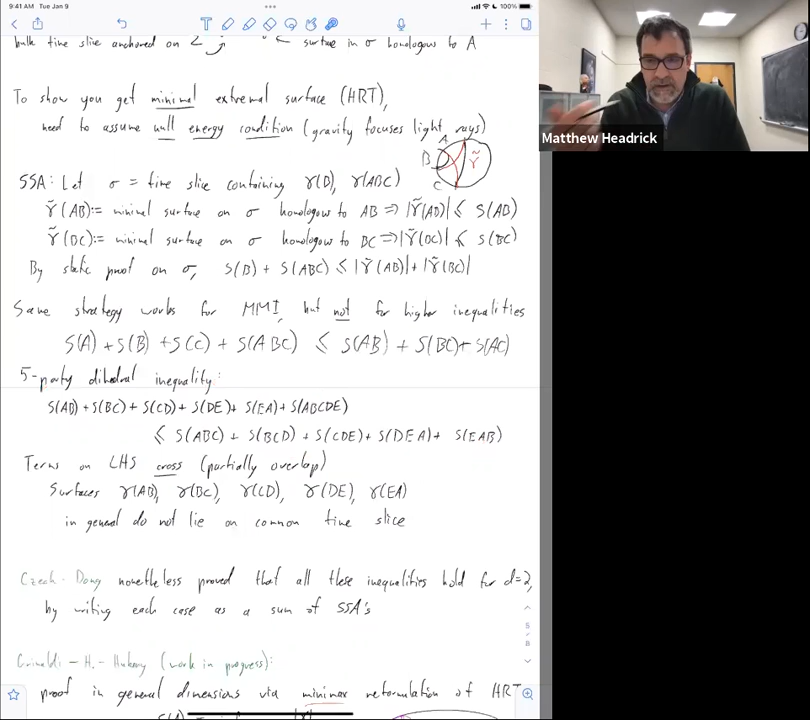 9:41 AM Tue Jan 9
100%
bulk time slice anchored on Σ surface in σ homologous to A
To show you get minimal extremal surface (HRT),
need to assume null energy condition (gravity focuses light rays)
A
B
C
γ̃
SSA: Let σ = time slice containing γ(B), γ(ABC)
γ̃(AB) := minimal surface on σ homologous to AB ⇒ |γ̃(AB)| ≤ S(AB)
γ̃(BC) := minimal surface on σ homologous to BC ⇒ |γ̃(BC)| ≤ S(BC)
By static proof on σ, S(B) + S(ABC) ≤ |γ̃(AB)| + |γ̃(BC)|
Same strategy works for MMI, but not for higher inequalities
S(A) + S(B) + S(C) + S(ABC) ≤ S(AB) + S(BC) + S(AC)
5-party dihedral inequality:
S(AB) + S(BC) + S(CD) + S(DE) + S(EA) + S(ABCDE)
≤ S(ABC) + S(BCD) + S(CDE) + S(DEA) + S(EAB)
Terms on LHS cross (partially overlap)
Surfaces γ(AB), γ(BC), γ(CD), γ(DE), γ(EA)
in general do not lie on common time slice
Czech - Dong nonetheless proved that all these inequalities hold for d=2,
by writing each case as a sum of SSA's
Grimaldi - H. - Hubeny (work in progress):
proof in general dimensions via minimax reformulation of HRT
Matthew Headrick